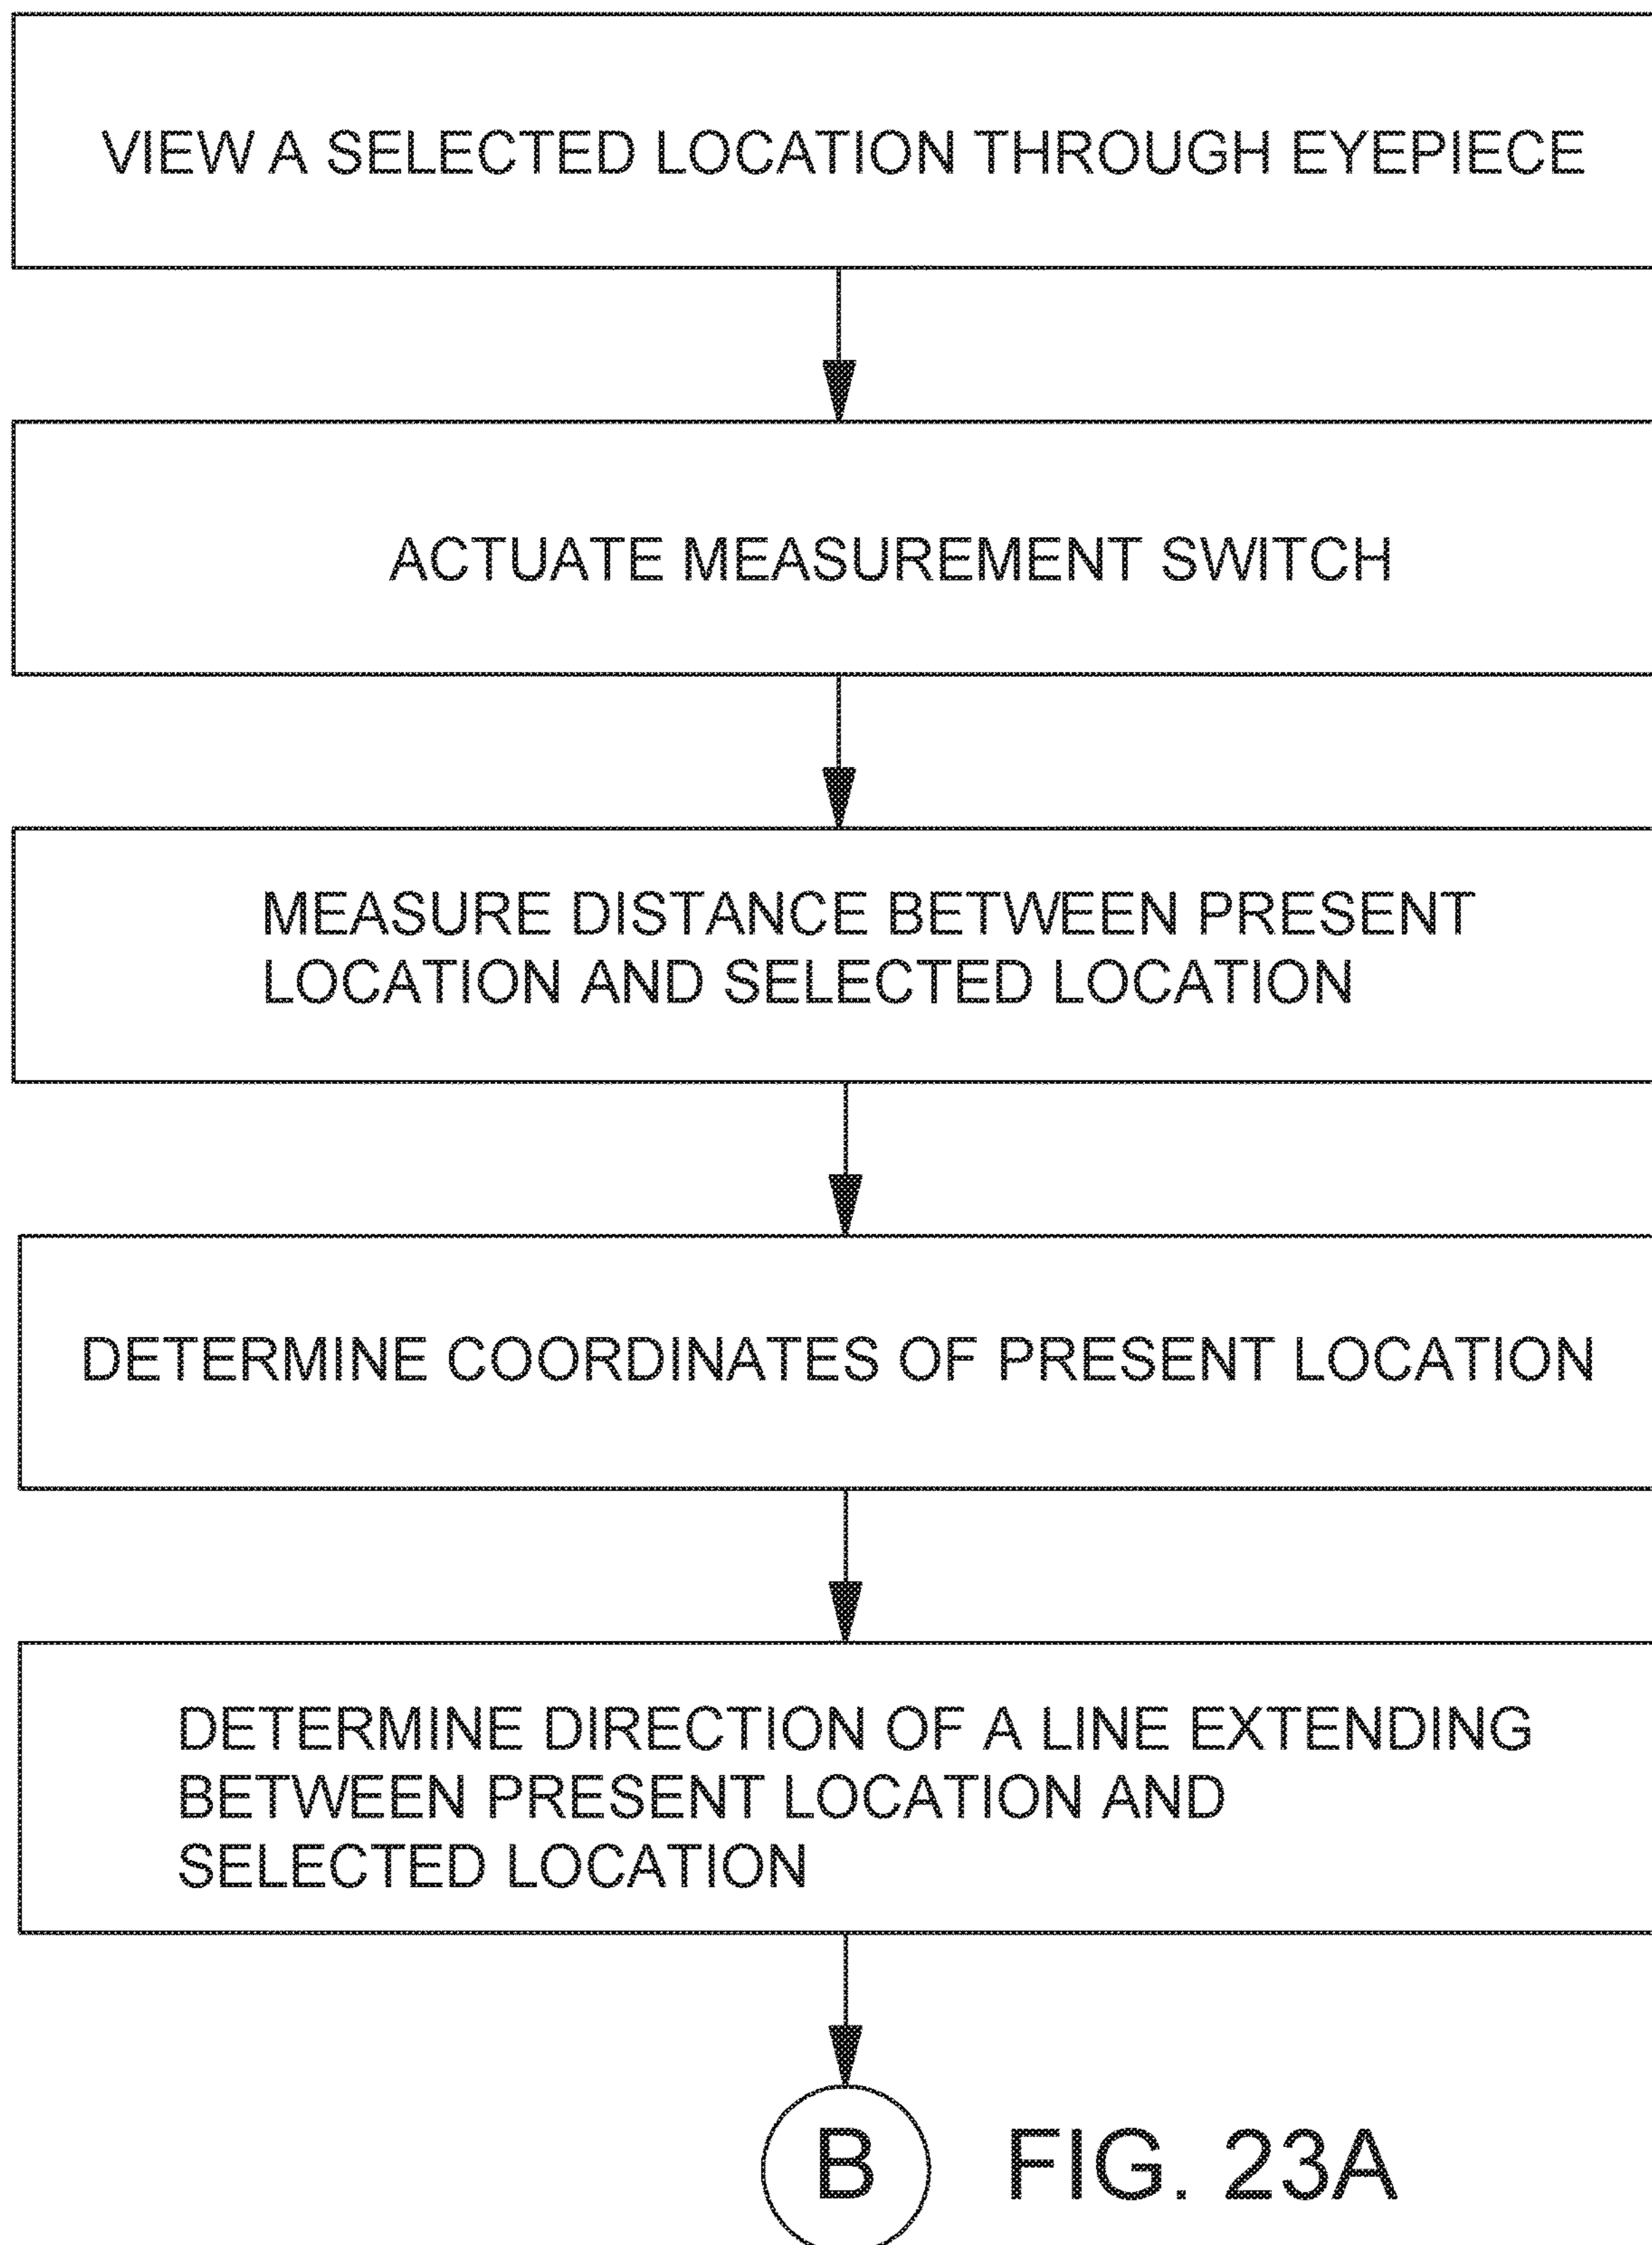 VIEW A SELECTED LOCATION THROUGH EYEPIECE
ACTUATE MEASUREMENT SWITCH
MEASURE DISTANCE BETWEEN PRESENT
LOCATION AND SELECTED LOCATION
DETERMINE COORDINATES OF PRESENT LOCATION
DETERMINE DIRECTION OF A LINE EXTENDING
BETWEEN PRESENT LOCATION AND
SELECTED LOCATION
B
FIG. 23A